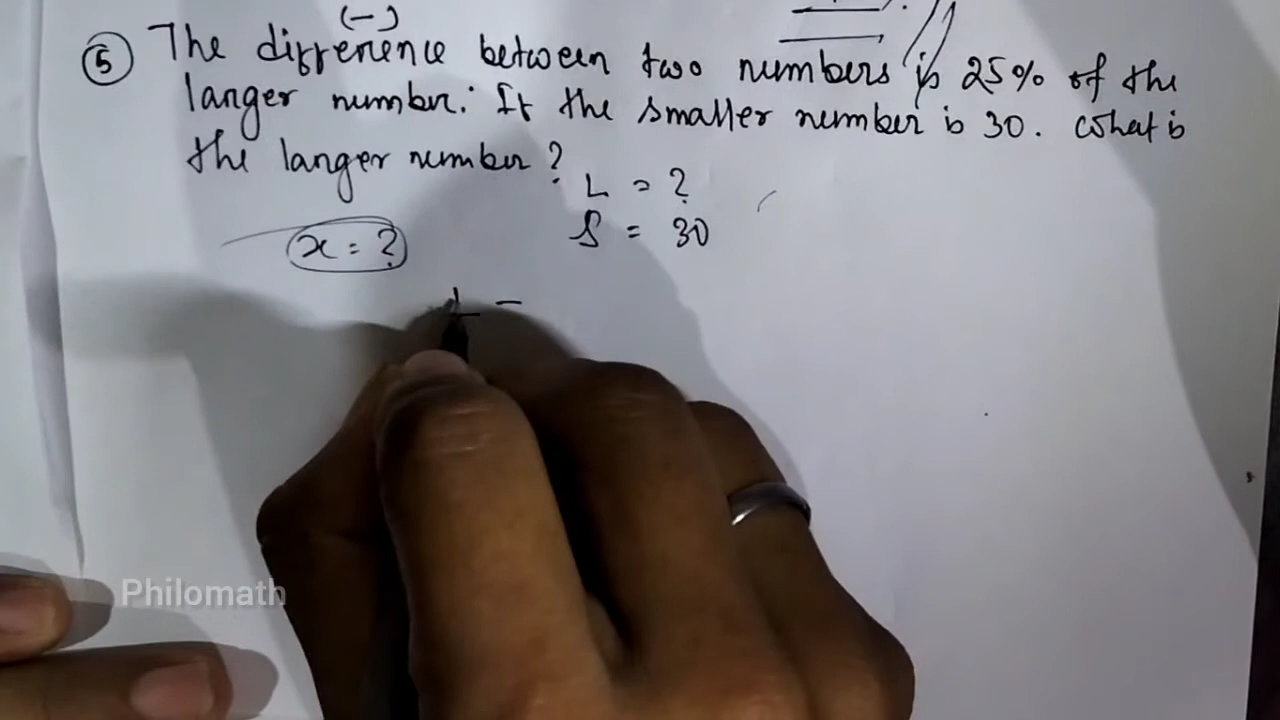 (-)
5 The difference between two numbers is 25% of the
larger number. If the smaller number is 30. What is
the larger number?
L = ?
S = 30
x = ?
L -
Philomath